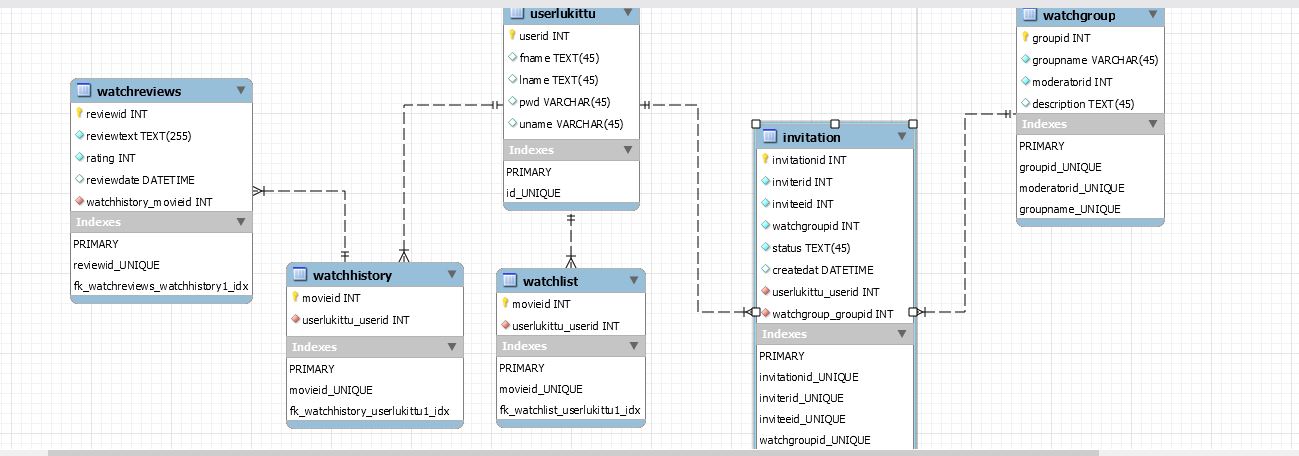 watchreviews
reviewid INT
reviewtext TEXT(255)
rating INT
reviewdate DATETIME
watchhistory_movieid INT
Indexes
PRIMARY
reviewid_UNIQUE
fk_watchreviews_watchhistory1_idx
watchhistory
movieid INT
userlukittu_userid INT
Indexes
PRIMARY
movieid_UNIQUE
fk_watchhistory_userlukittu1_idx
userlukittu
userid INT
fname TEXT(45)
lname TEXT(45)
pwd VARCHAR(45)
uname VARCHAR(45)
Indexes
PRIMARY
id_UNIQUE
watchlist
movieid INT
userlukittu_userid INT
Indexes
PRIMARY
movieid_UNIQUE
fk_watchlist_userlukittu1_idx
invitation
invitationid INT
inviterid INT
inviteeid INT
watchgroupid INT
status TEXT(45)
createdat DATETIME
userlukittu_userid INT
watchgroup_groupid INT
Indexes
PRIMARY
invitationid_UNIQUE
inviterid_UNIQUE
inviteeid_UNIQUE
watchgroupid_UNIQUE
watchgroup
groupid INT
groupname VARCHAR(45)
moderatorid INT
description TEXT(45)
Indexes
PRIMARY
groupid_UNIQUE
moderatorid_UNIQUE
groupname_UNIQUE